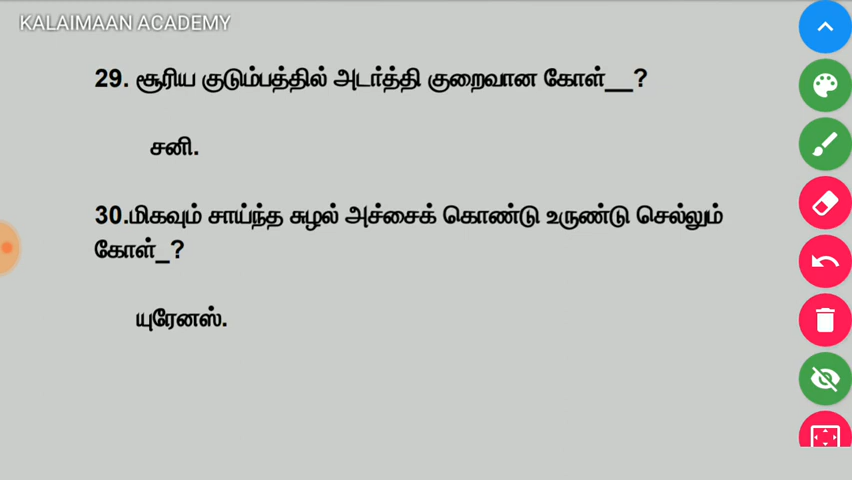 KALAIMAAN ACADEMY
29. சூரிய குடும்பத்தில் அடர்த்தி குறைவான கோள்__?
சனி.
30.மிகவும் சாய்ந்த சுழல் அச்சைக் கொண்டு உருண்டு செல்லும்
கோள்_?
யுரேனஸ்.